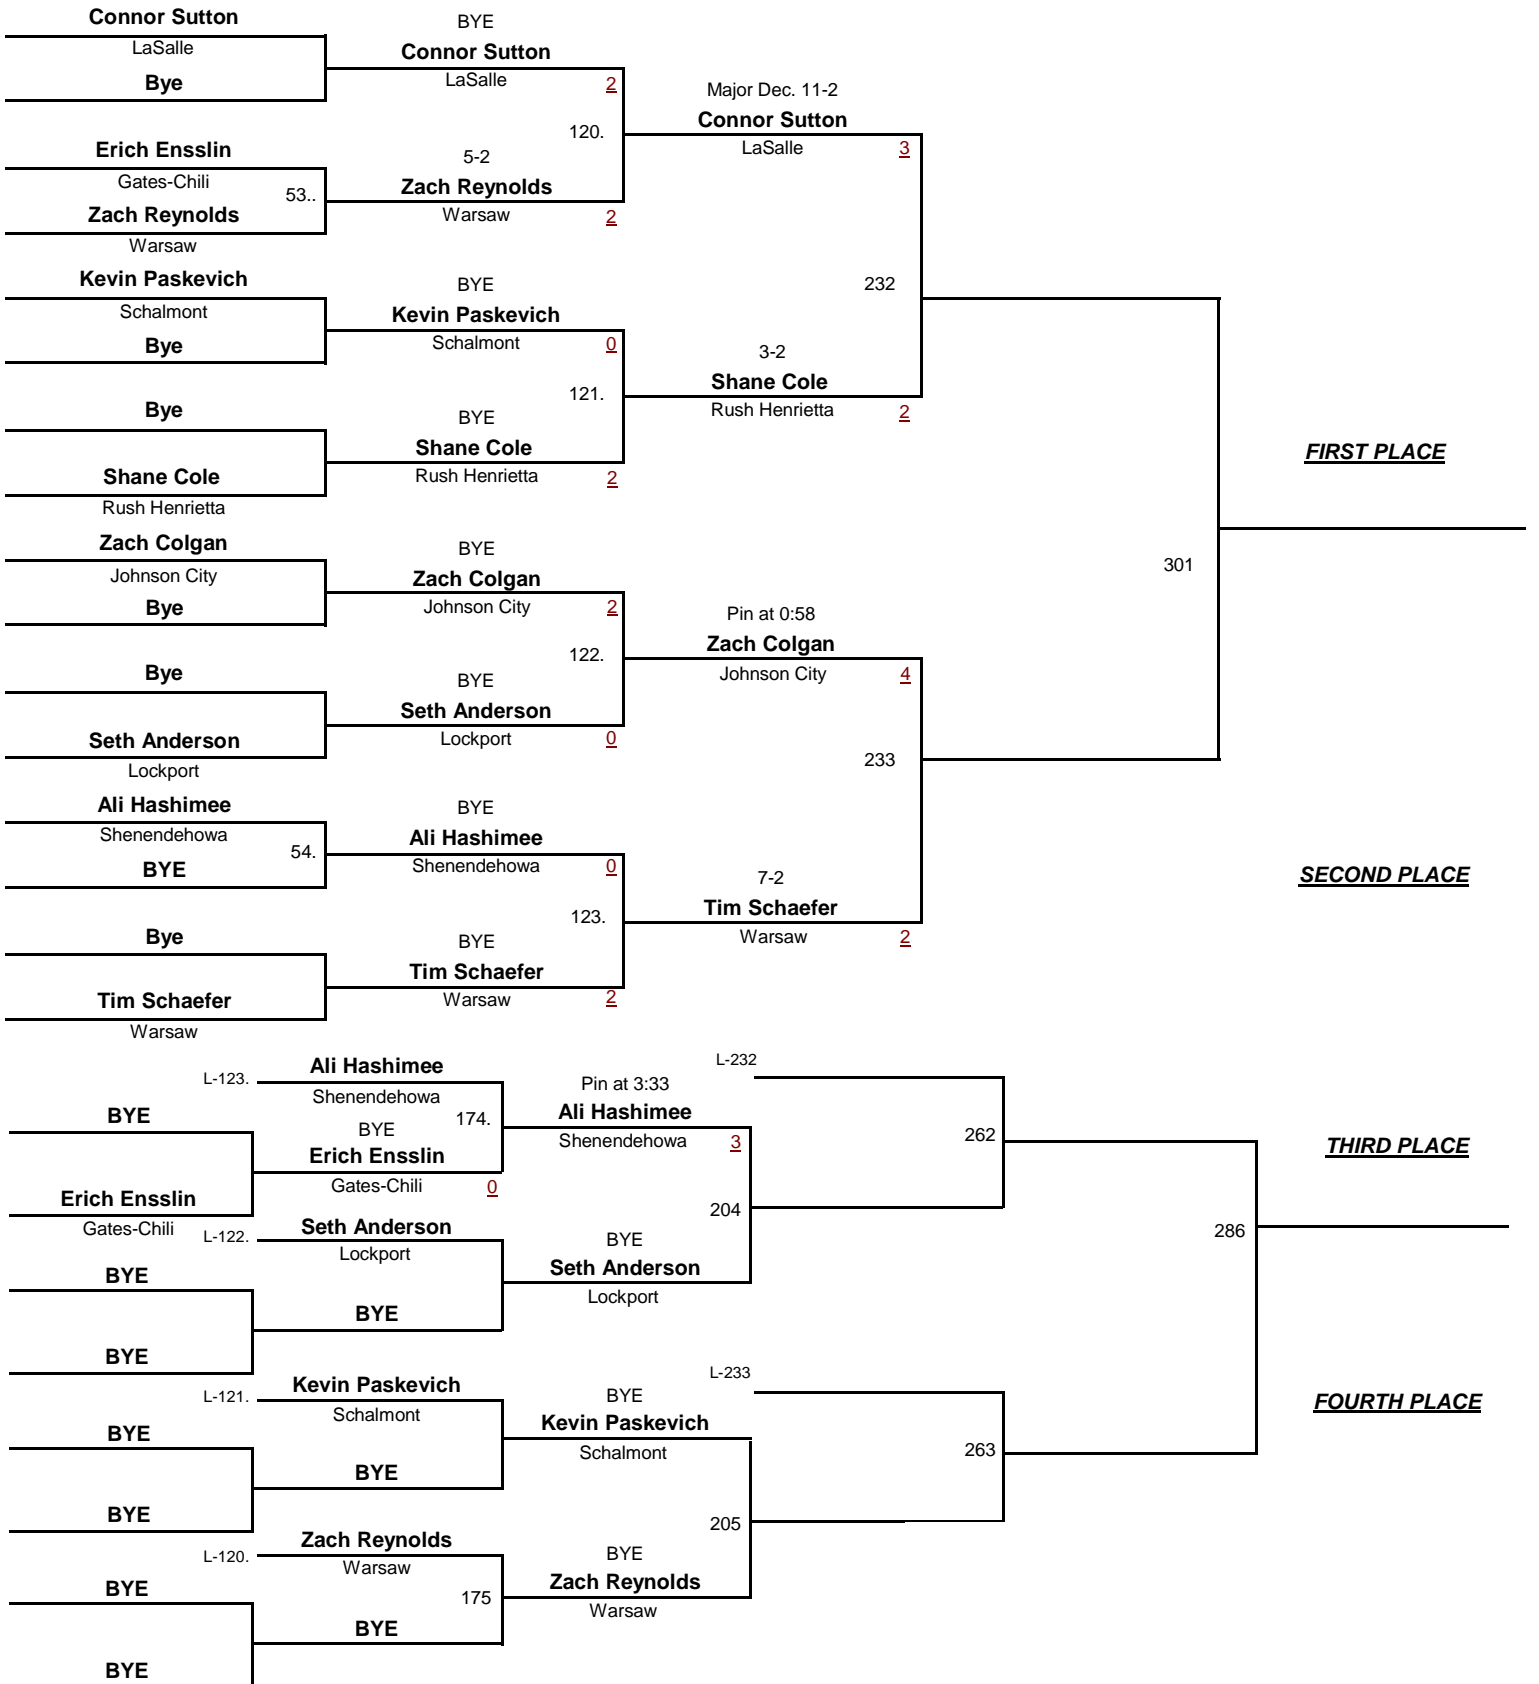 Connor Sutton
LaSalle
Bye
BYE
Connor Sutton
LaSalle
2
Major Dec. 11-2
Connor Sutton
LaSalle
3
120.
Erich Ensslin
Gates-Chili
53..
Zach Reynolds
Warsaw
5-2
Zach Reynolds
Warsaw
2
Kevin Paskevich
Schalmont
Bye
BYE
Kevin Paskevich
Schalmont
0
232
3-2
Shane Cole
Rush Henrietta
2
121.
Bye
Shane Cole
Rush Henrietta
BYE
Shane Cole
Rush Henrietta
2
FIRST PLACE
Zach Colgan
Johnson City
Bye
BYE
Zach Colgan
Johnson City
2
301
Pin at 0:58
Zach Colgan
Johnson City
4
122.
Bye
Seth Anderson
Lockport
BYE
Seth Anderson
Lockport
0
233
Ali Hashimee
Shenendehowa
54.
BYE
BYE
Ali Hashimee
Shenendehowa
0
7-2
Tim Schaefer
Warsaw
2
SECOND PLACE
123.
Bye
Tim Schaefer
Warsaw
BYE
Tim Schaefer
Warsaw
2
L-123.
Ali Hashimee
Shenendehowa
174.
BYE
BYE
Erich Ensslin
Gates-Chili
0
Erich Ensslin
Gates-Chili
Pin at 3:33
Ali Hashimee
Shenendehowa
3
L-232
262
THIRD PLACE
204
L-122.
Seth Anderson
Lockport
BYE
BYE
BYE
BYE
Seth Anderson
Lockport
286
L-121.
Kevin Paskevich
Schalmont
BYE
BYE
BYE
BYE
Kevin Paskevich
Schalmont
L-233
263
FOURTH PLACE
205
L-120.
Zach Reynolds
Warsaw
175
BYE
BYE
BYE
BYE
Zach Reynolds
Warsaw